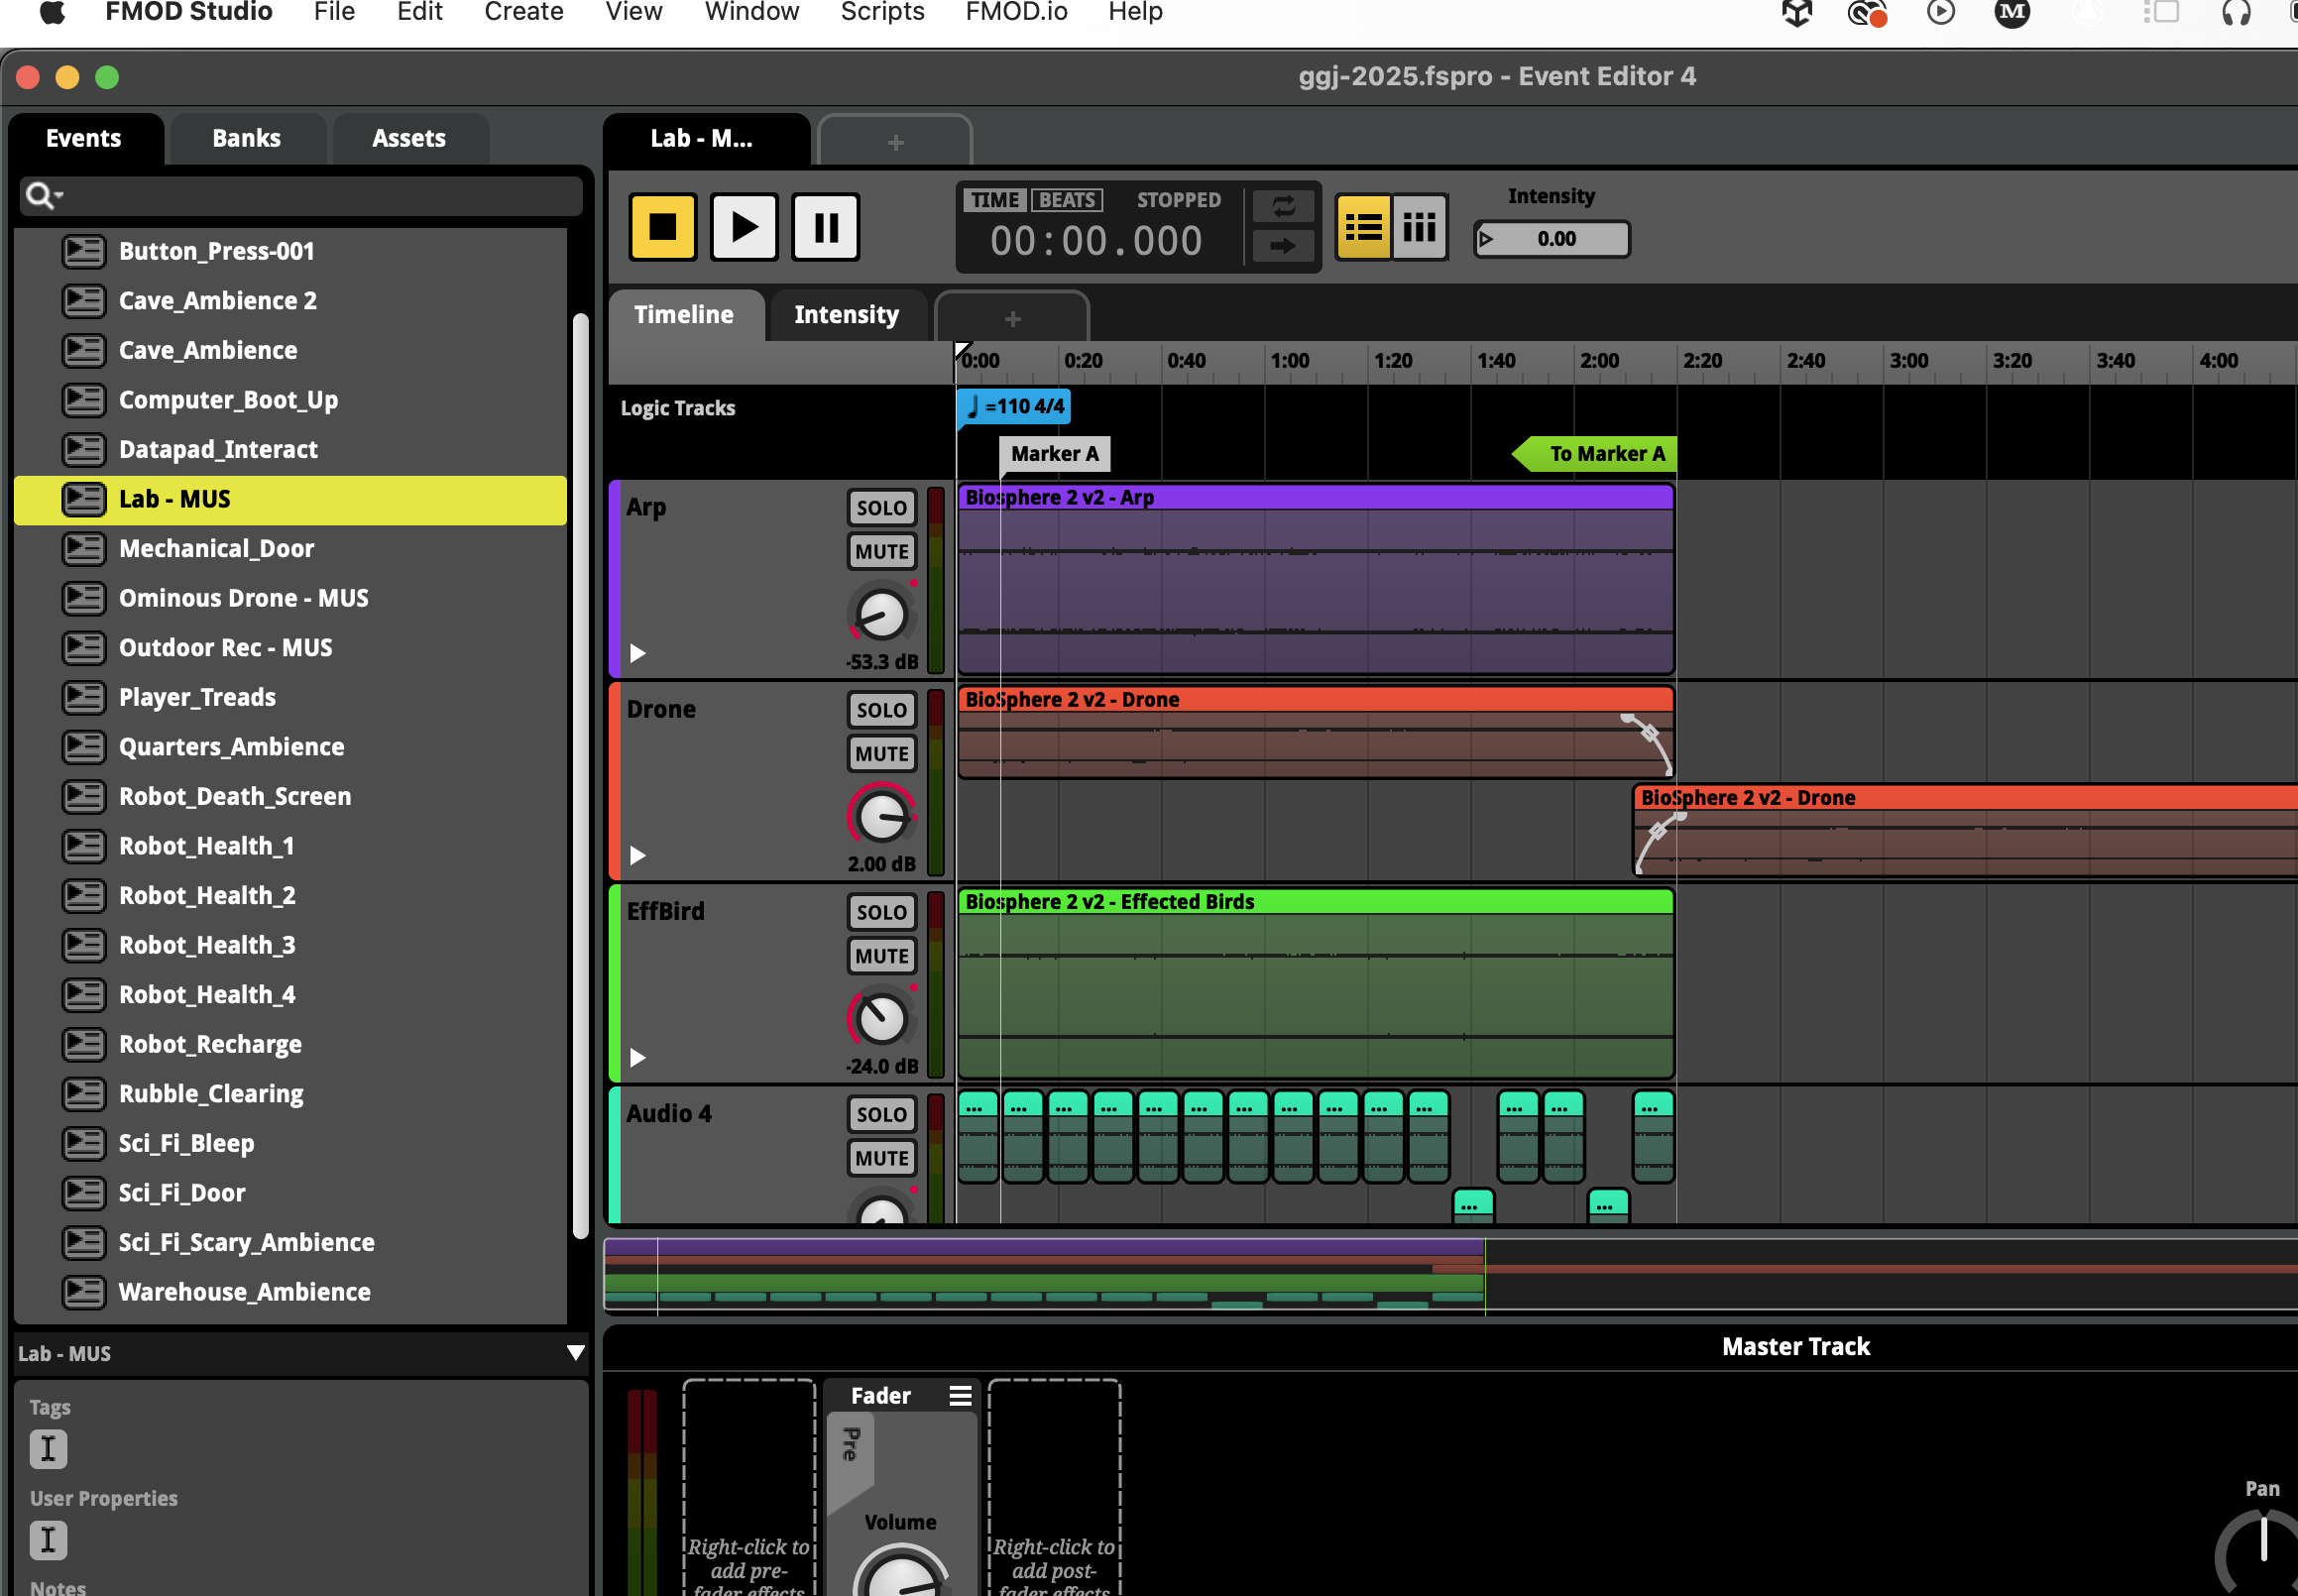 FMOD Studio File Edit Create View Window Scripts FMOD.io Help
ggj-2025.fspro - Event Editor 4
Events Banks Assets
Lab - M... +
TIME BEATS STOPPED
00:00.000
Intensity
0.00
Button_Press-001
Cave_Ambience 2
Cave_Ambience
Computer_Boot_Up
Datapad_Interact
Lab - MUS
Mechanical_Door
Ominous Drone - MUS
Outdoor Rec - MUS
Player_Treads
Quarters_Ambience
Robot_Death_Screen
Robot_Health_1
Robot_Health_2
Robot_Health_3
Robot_Health_4
Robot_Recharge
Rubble_Clearing
Sci_Fi_Bleep
Sci_Fi_Door
Sci_Fi_Scary_Ambience
Warehouse_Ambience
Lab - MUS
Tags
User Properties
Notes
Timeline Intensity +
0:00 0:20 0:40 1:00 1:20 1:40 2:00 2:20 2:40 3:00 3:20 3:40 4:00
Logic Tracks
=110 4/4
Marker A To Marker A
Arp
SOLO
MUTE
-53.3 dB
Biosphere 2 v2 - Arp
Drone
SOLO
MUTE
2.00 dB
BioSphere 2 v2 - Drone
BioSphere 2 v2 - Drone
EffBird
SOLO
MUTE
-24.0 dB
Biosphere 2 v2 - Effected Birds
Audio 4
SOLO
MUTE
... ... ... ... ... ... ... ... ... ... ... ... ... ...
... ...
Master Track
Right-click to
add pre-
fader effects
Fader
Pre
Volume
Right-click to
add post-
fader effects
Pan